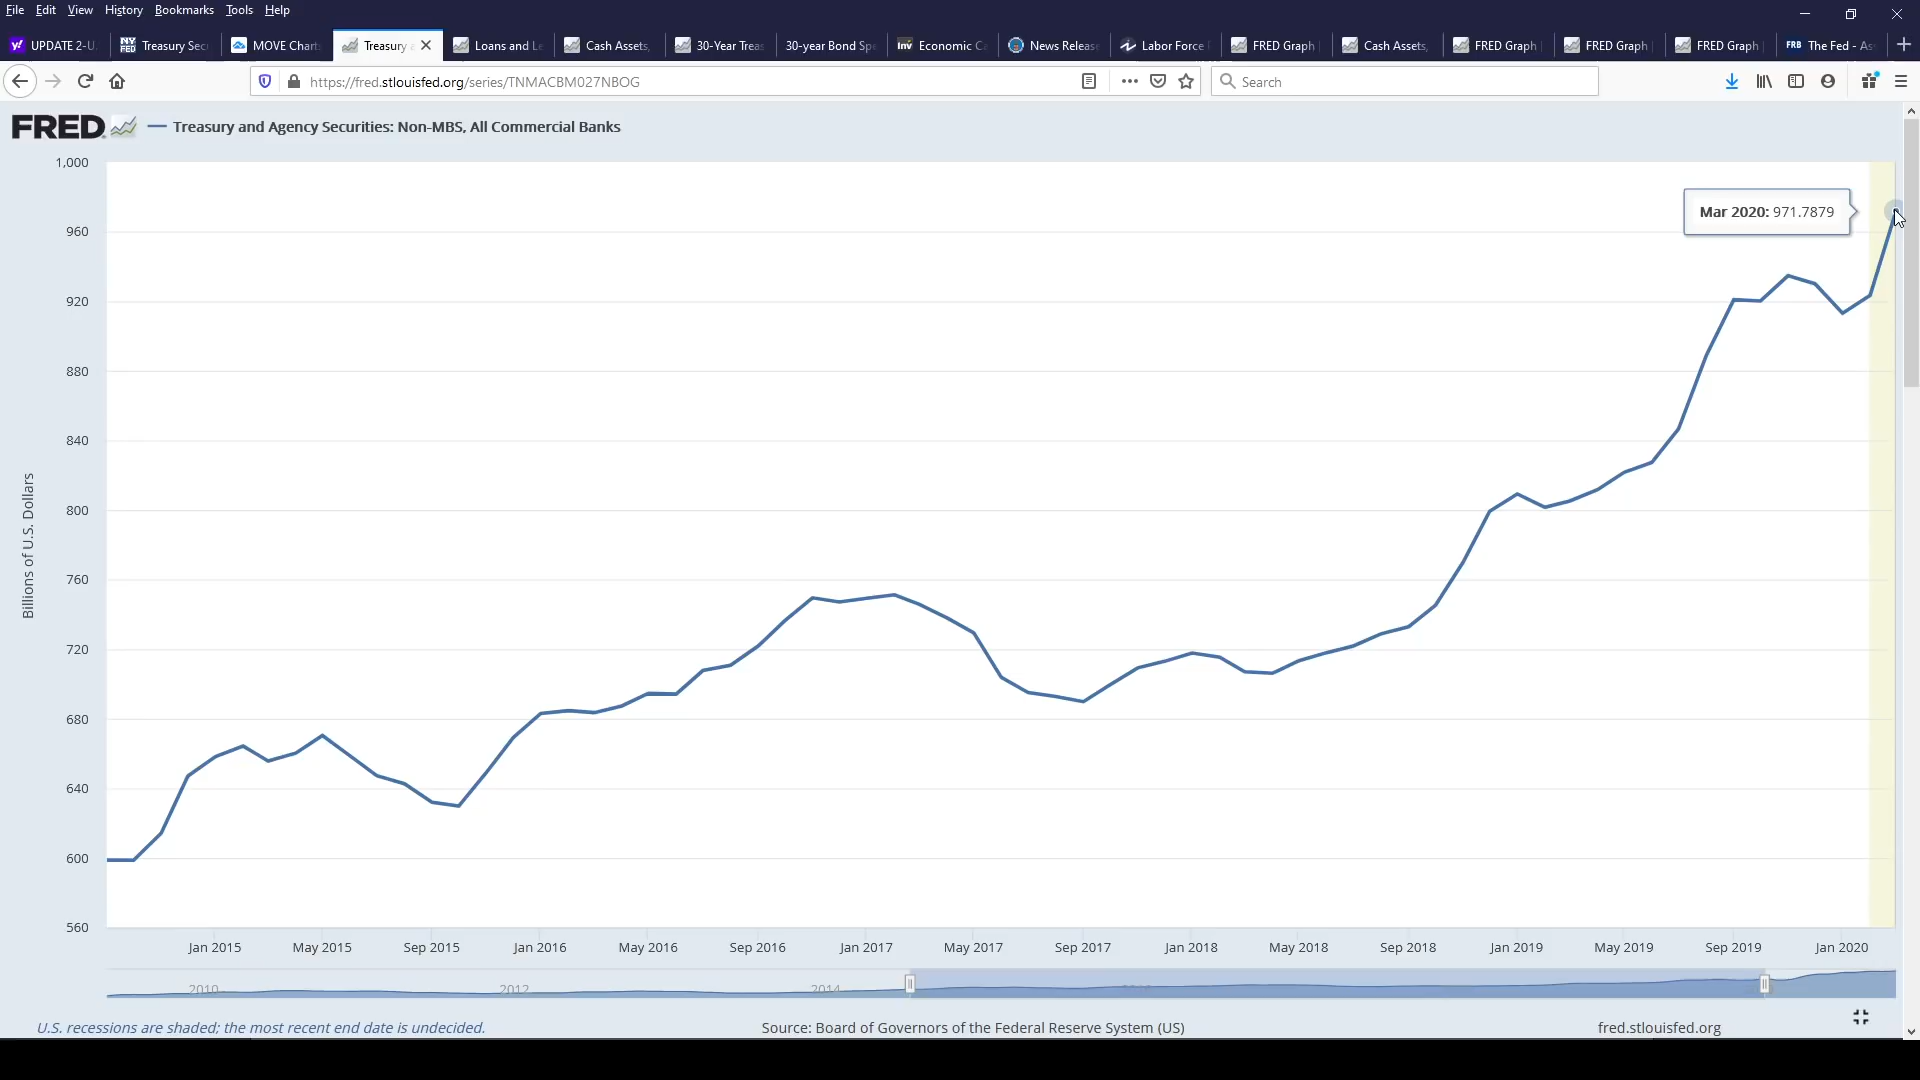 File Edit View History Bookmarks Tools Help
UPDATE 2-U. Treasury Sec MOVE Chart Treasury a Loans and Le Cash Assets, 30-Year Treas 30-year Bond Spe Economic Ca News Release Labor Force FRED Graph Cash Assets, FRED Graph FRED Graph FRED Graph The Fed - As
https://fred.stlouisfed.org/series/TNMACBM027NBOG Search
FRED Treasury and Agency Securities: Non-MBS, All Commercial Banks
1,000
Mar 2020: 971.7879
960
920
880
840
800
760
720
680
640
600
560
Billions of U.S. Dollars
Jan 2015 May 2015 Sep 2015 Jan 2016 May 2016 Sep 2016 Jan 2017 May 2017 Sep 2017 Jan 2018 May 2018 Sep 2018 Jan 2019 May 2019 Sep 2019 Jan 2020
2010 2012 2014
U.S. recessions are shaded; the most recent end date is undecided. Source: Board of Governors of the Federal Reserve System (US) fred.stlouisfed.org